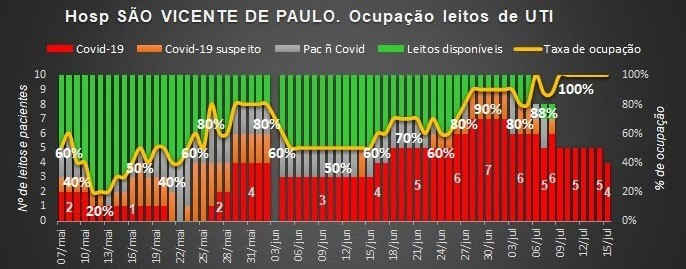 Hosp SÃO VICENTE DE PAULO. Ocupação leitos de UTI
Covid-19 Covid-19 suspeito Pac ñ Covid Leitos disponíveis Taxa de ocupação
Nº de leitos e pacientes
10
9
8
7
6
5
4
3
2
1
0
60% 40% 20% 50% 40% 60% 80% 80% 60% 50% 60% 70% 60% 80% 90% 80% 88% 100%
2 1 2 4 3 4 5 6 6 7 6 5 6 5 5 4
100%
80%
60%
40%
20%
0%
% de ocupação
07/mai 10/mai 13/mai 16/mai 19/mai 22/mai 25/mai 28/mai 31/mai 03/jun 06/jun 09/jun 12/jun 15/jun 18/jun 21/jun 24/jun 27/jun 30/jun 03/jul 06/jul 09/jul 12/jul 15/jul